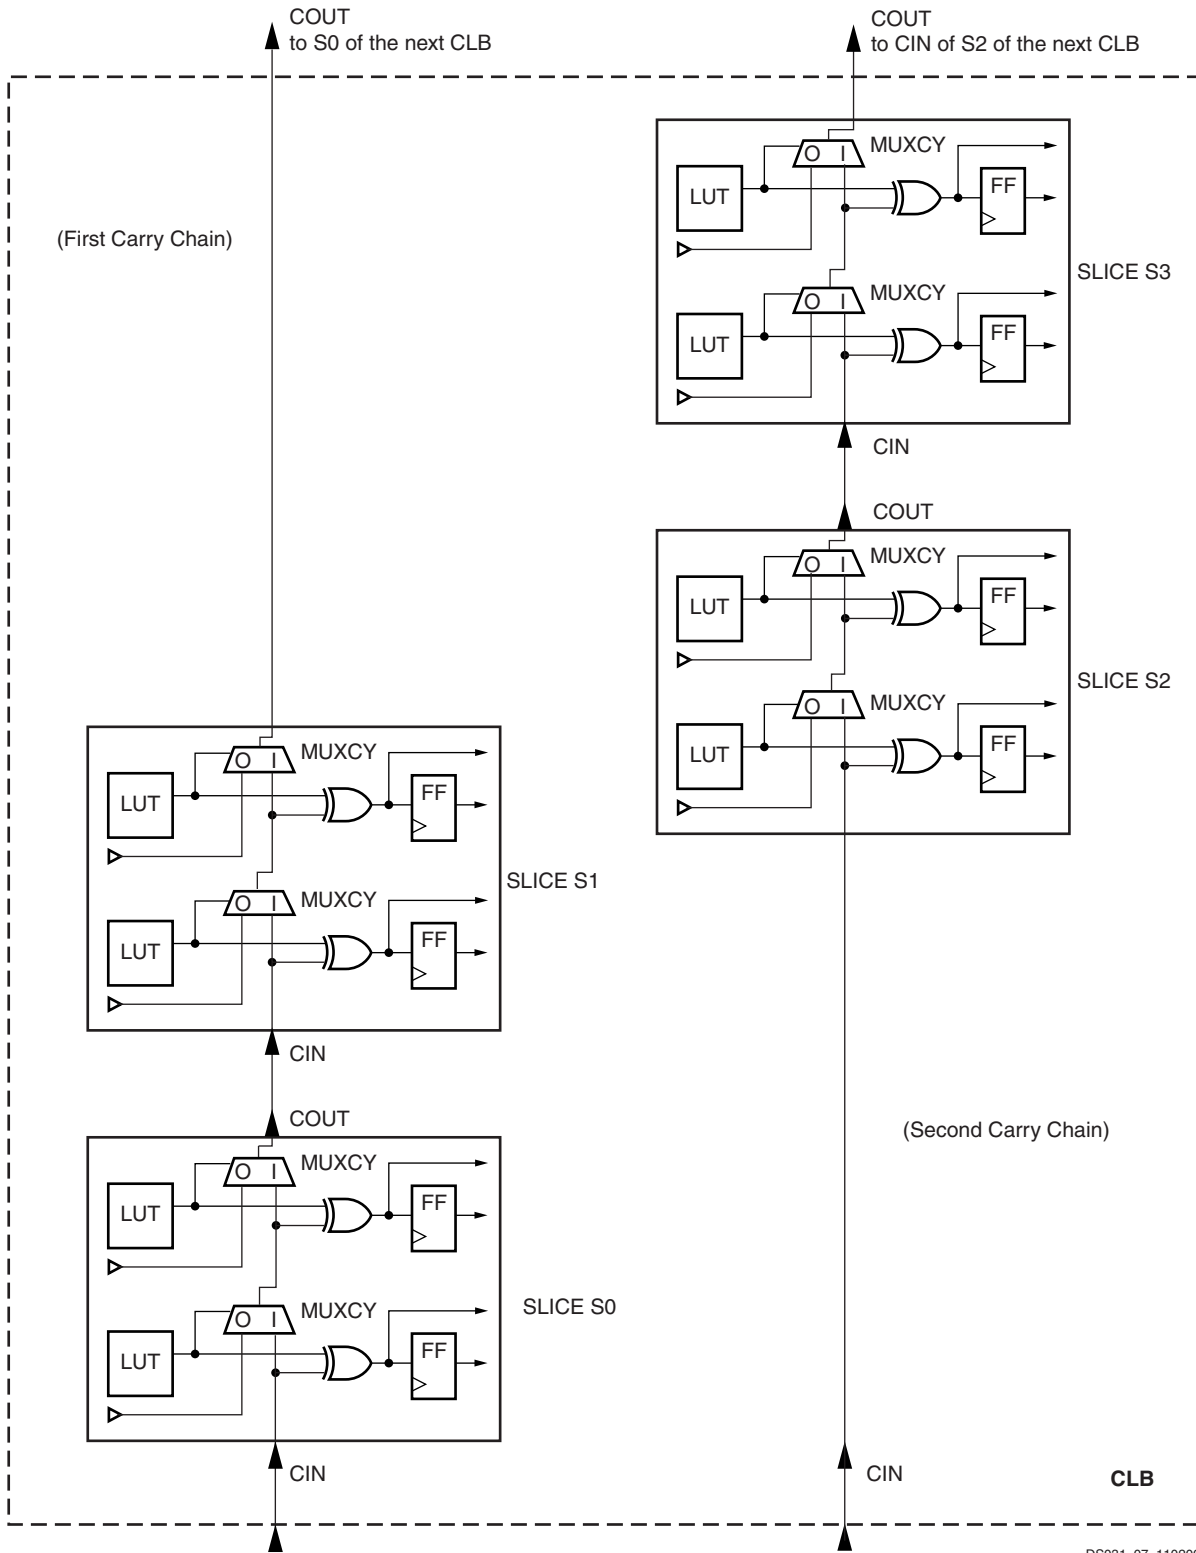 COUT
to S0 of the next CLB
COUT
to CIN of S2 of the next CLB
(First Carry Chain)
O I
MUXCY
LUT
FF
SLICE S3
O I
MUXCY
LUT
FF
CIN
COUT
O I
MUXCY
LUT
FF
SLICE S2
O I
MUXCY
LUT
FF
O I
MUXCY
LUT
FF
SLICE S1
O I
MUXCY
LUT
FF
CIN
COUT
(Second Carry Chain)
O I
MUXCY
LUT
FF
SLICE S0
O I
MUXCY
LUT
FF
CIN
CIN
CLB